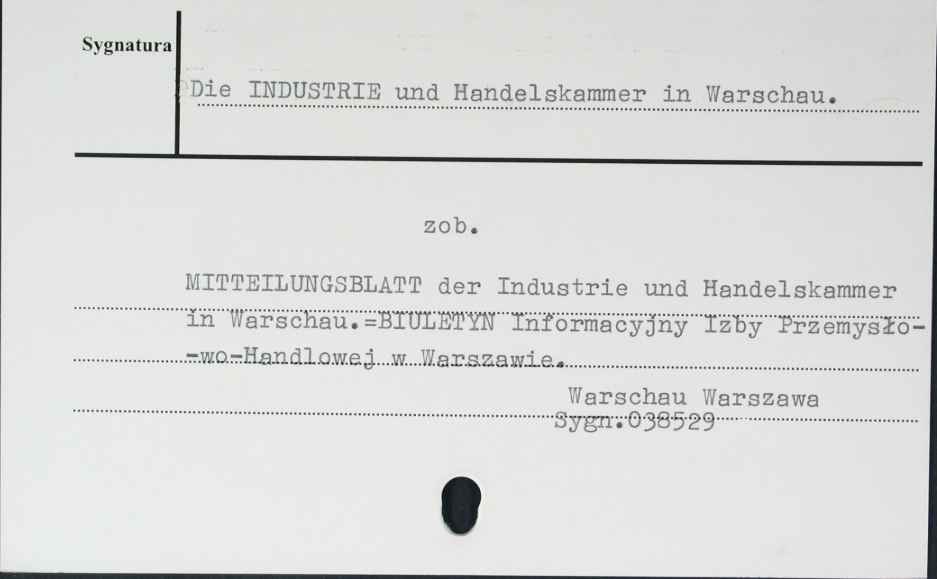 Sygnatura
Die INDUSTRIE und Handelskammer in Warschau.
zob.
MITTEILUNGSBLATT der Industrie und Handelskammer
in Warschau.=BIULETYN Informacyjny Izby Przemysło-
-wo-Handlowej w Warszawie.
Warschau Warszawa
Sygn.038529